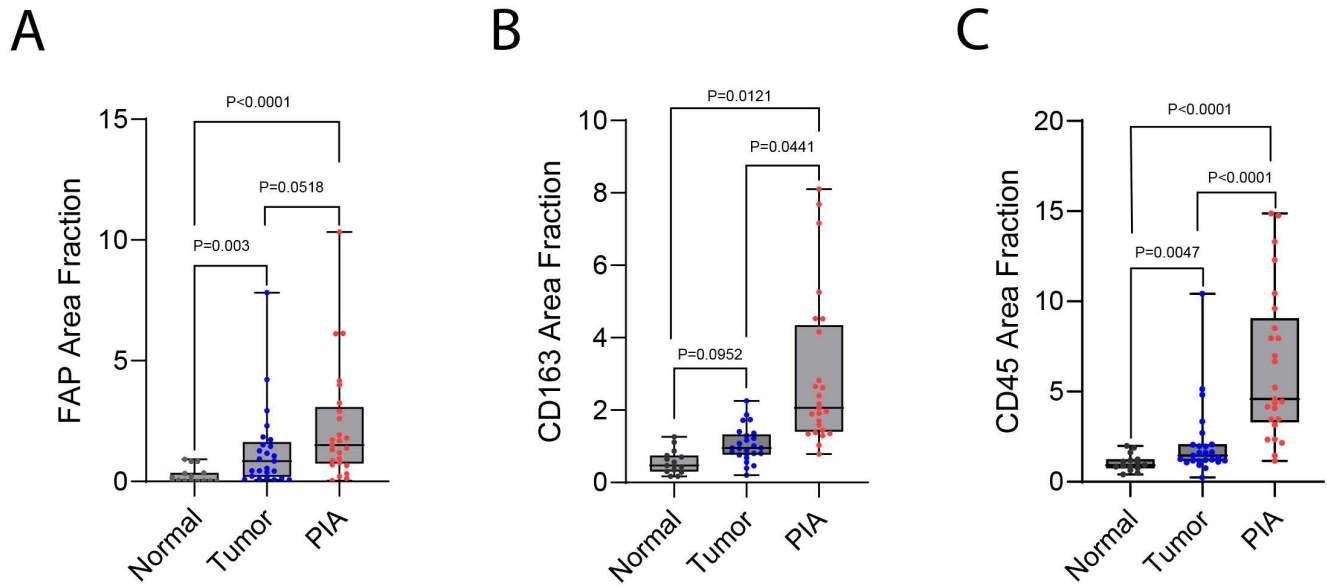 A
P<0.0001
P=0.0518
P=0.003
FAP Area Fraction
15
10
5
0
Normal
Tumor
PIA
B
P=0.0121
P=0.0441
P=0.0952
CD163 Area Fraction
10
8
6
4
2
0
Normal
Tumor
PIA
C
P<0.0001
P<0.0001
P=0.0047
CD45 Area Fraction
20
15
10
5
0
Normal
Tumor
PIA